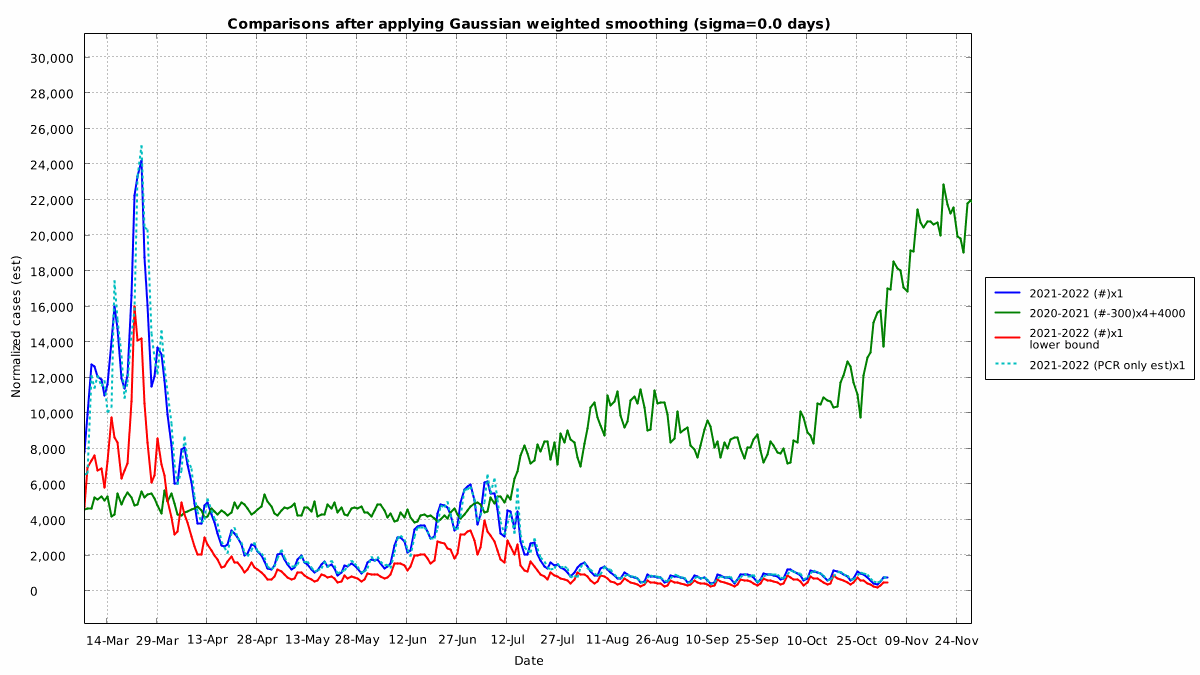 Comparisons after applying Gaussian weighted smoothing (sigma=0.0 days)
Normalized cases (est)
30,000
28,000
26,000
24,000
22,000
20,000
18,000
16,000
14,000
12,000
10,000
8,000
6,000
4,000
2,000
0
14-Mar 29-Mar 13-Apr 28-Apr 13-May 28-May 12-Jun 27-Jun 12-Jul 27-Jul 11-Aug 26-Aug 10-Sep 25-Sep 10-Oct 25-Oct 09-Nov 24-Nov
Date
2021-2022 (#)x1
2020-2021 (#-300)x4+4000
2021-2022 (#)x1
lower bound
2021-2022 (PCR only est)x1